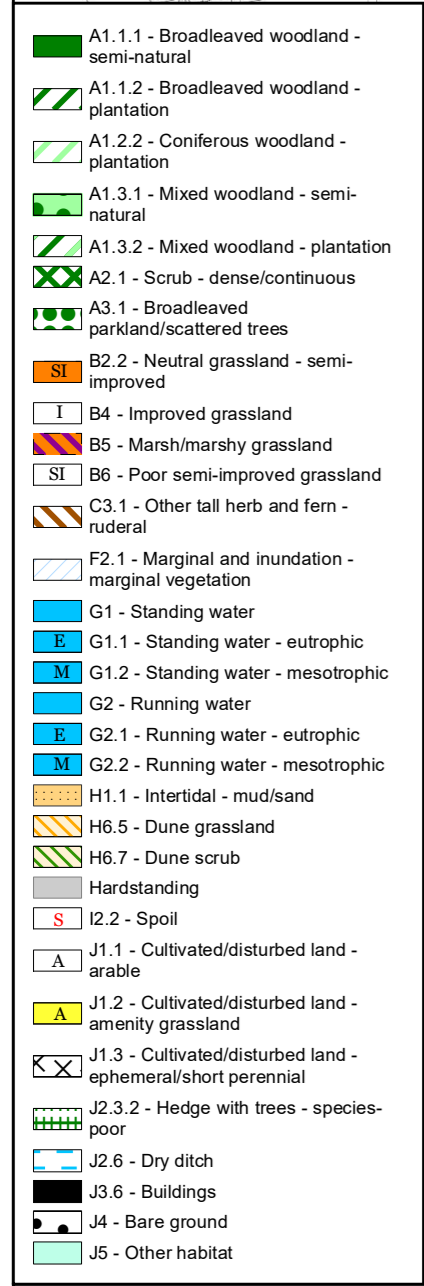 A1.1.1 - Broadleaved woodland -
semi-natural
A1.1.2 - Broadleaved woodland -
plantation
A1.2.2 - Coniferous woodland -
plantation
A1.3.1 - Mixed woodland - semi-
natural
A1.3.2 - Mixed woodland - plantation
A2.1 - Scrub - dense/continuous
A3.1 - Broadleaved
parkland/scattered trees
SI B2.2 - Neutral grassland - semi-
improved
I B4 - Improved grassland
B5 - Marsh/marshy grassland
SI B6 - Poor semi-improved grassland
C3.1 - Other tall herb and fern -
ruderal
F2.1 - Marginal and inundation -
marginal vegetation
G1 - Standing water
E G1.1 - Standing water - eutrophic
M G1.2 - Standing water - mesotrophic
G2 - Running water
E G2.1 - Running water - eutrophic
M G2.2 - Running water - mesotrophic
H1.1 - Intertidal - mud/sand
H6.5 - Dune grassland
H6.7 - Dune scrub
Hardstanding
S I2.2 - Spoil
A J1.1 - Cultivated/disturbed land -
arable
A J1.2 - Cultivated/disturbed land -
amenity grassland
J1.3 - Cultivated/disturbed land -
ephemeral/short perennial
J2.3.2 - Hedge with trees - species-
poor
J2.6 - Dry ditch
J3.6 - Buildings
J4 - Bare ground
J5 - Other habitat